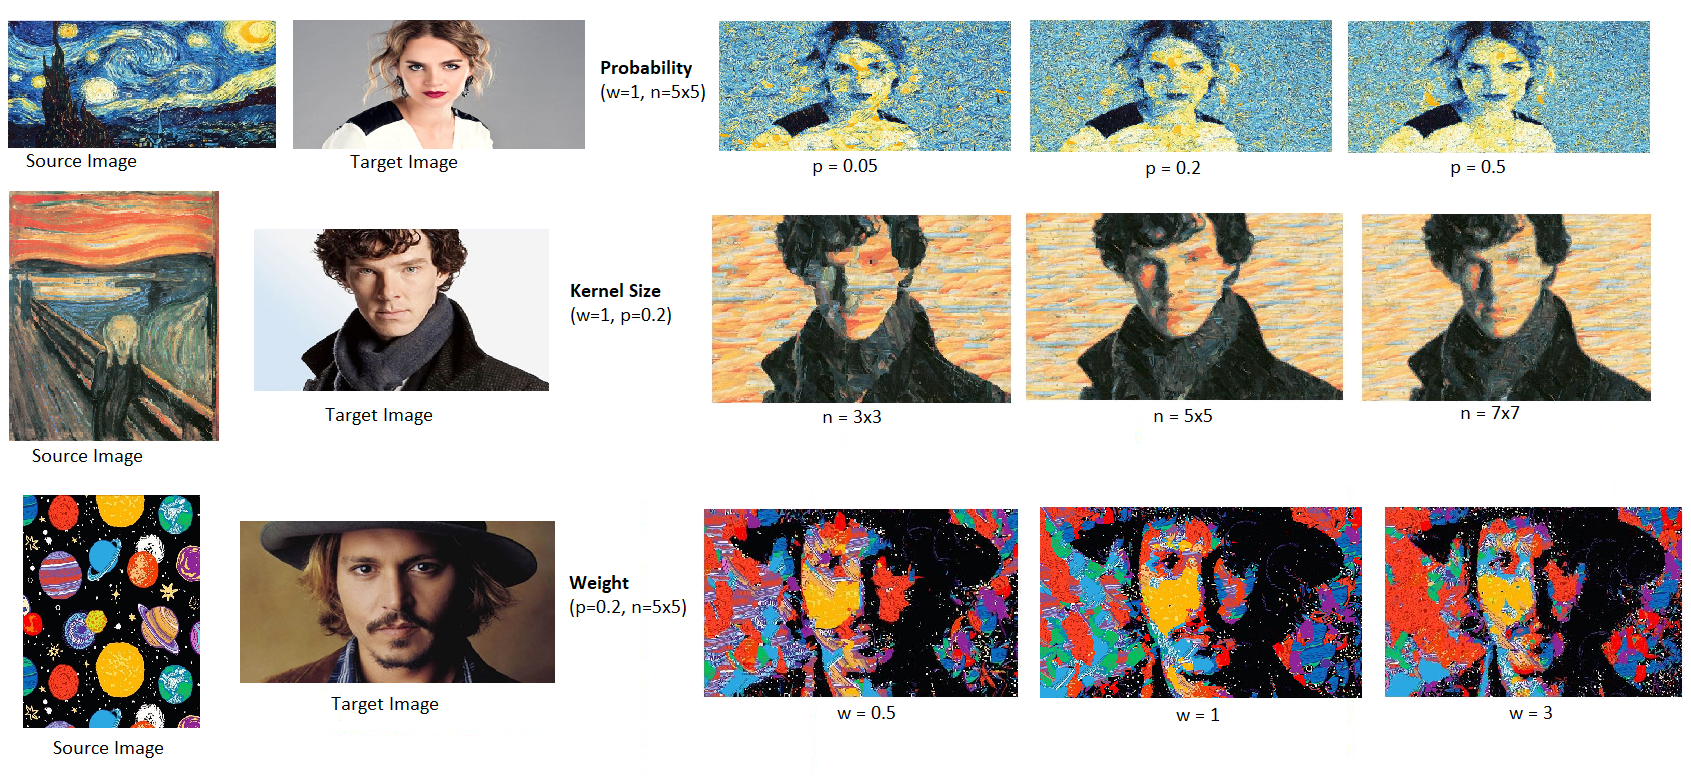 Probability
(w=1, n=5x5)
Source Image
Target Image
p = 0.05
p = 0.2
p = 0.5
Kernel Size
(w=1, p=0.2)
Target Image
n = 3x3
n = 5x5
n = 7x7
Source Image
Weight
(p=0.2, n=5x5)
Target Image
w = 0.5
w = 1
w = 3
Source Image